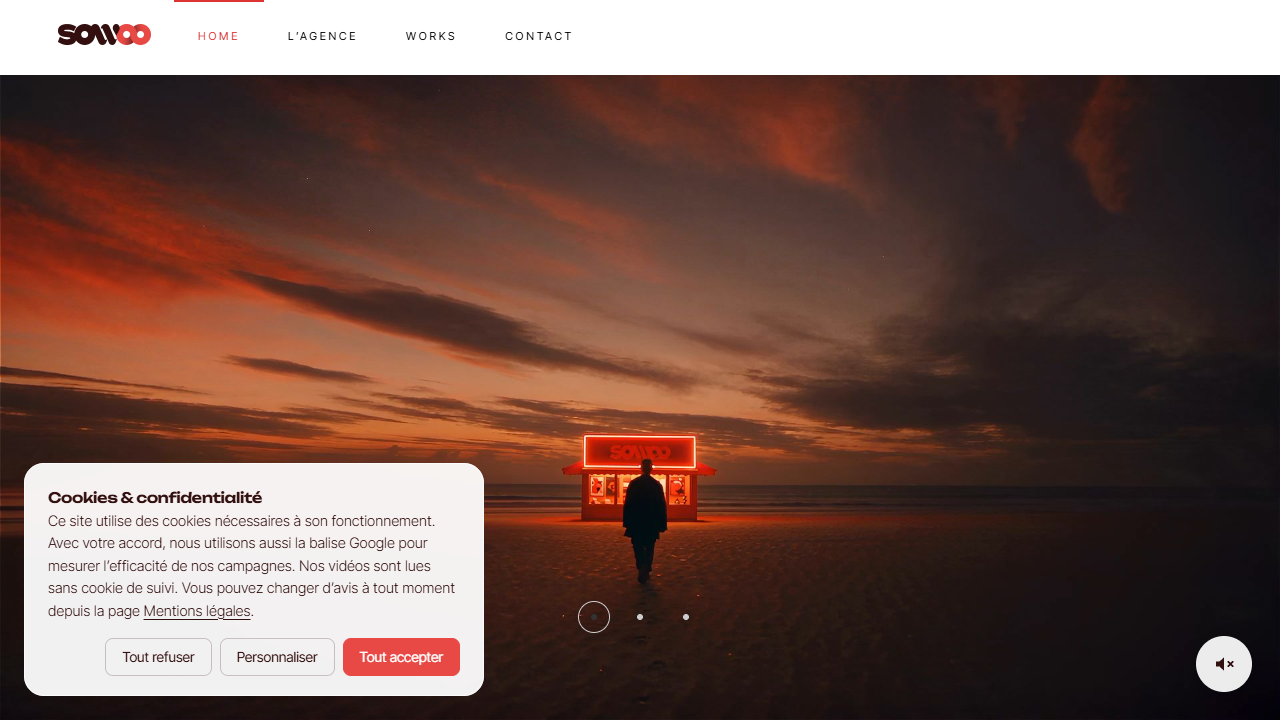 SOWOO
HOME
L'AGENCE
WORKS
CONTACT
SOWOO
Cookies & confidentialité
Ce site utilise des cookies nécessaires à son fonctionnement.
Avec votre accord, nous utilisons aussi la balise Google pour
mesurer l’efficacité de nos campagnes. Nos vidéos sont lues
sans cookie de suivi. Vous pouvez changer d’avis à tout moment
depuis la page Mentions légales.
Tout refuser
Personnaliser
Tout accepter